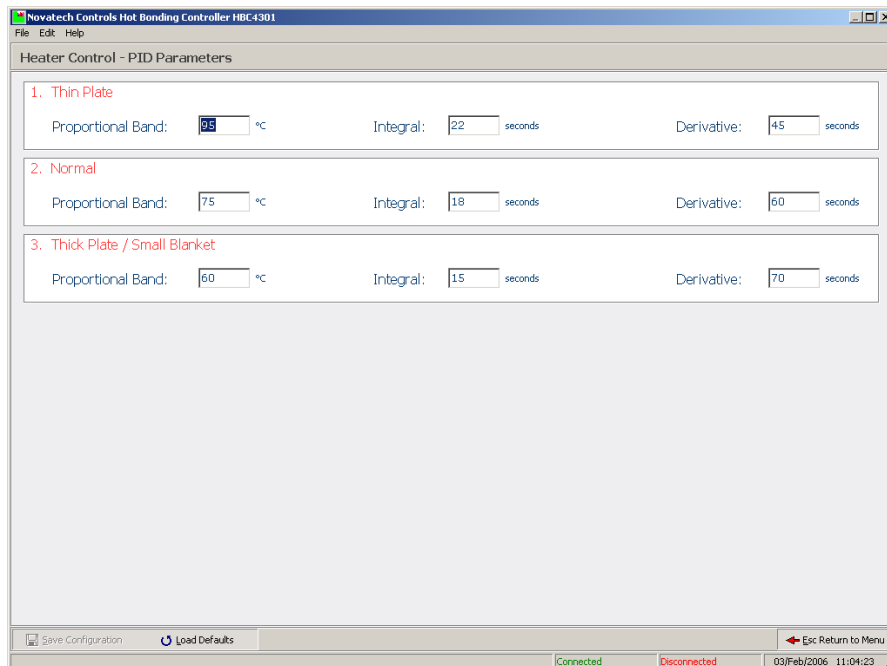 Novatech Controls Hot Bonding Controller HBC4301
File Edit Help
Heater Control - PID Parameters
1. Thin Plate
Proportional Band: 95 °C Integral: 22 seconds Derivative: 45 seconds
2. Normal
Proportional Band: 75 °C Integral: 18 seconds Derivative: 60 seconds
3. Thick Plate / Small Blanket
Proportional Band: 60 °C Integral: 15 seconds Derivative: 70 seconds
Save Configuration Load Defaults Esc Return to Menu
Connected Disconnected 03/Feb/2006 11:04:23